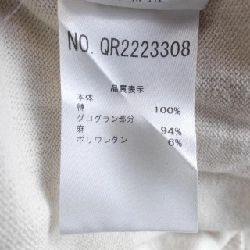 NO. QR2223308
品質表示
本体
綿 100%
グログラン部分
麻 94%
ポリウレタン 6%